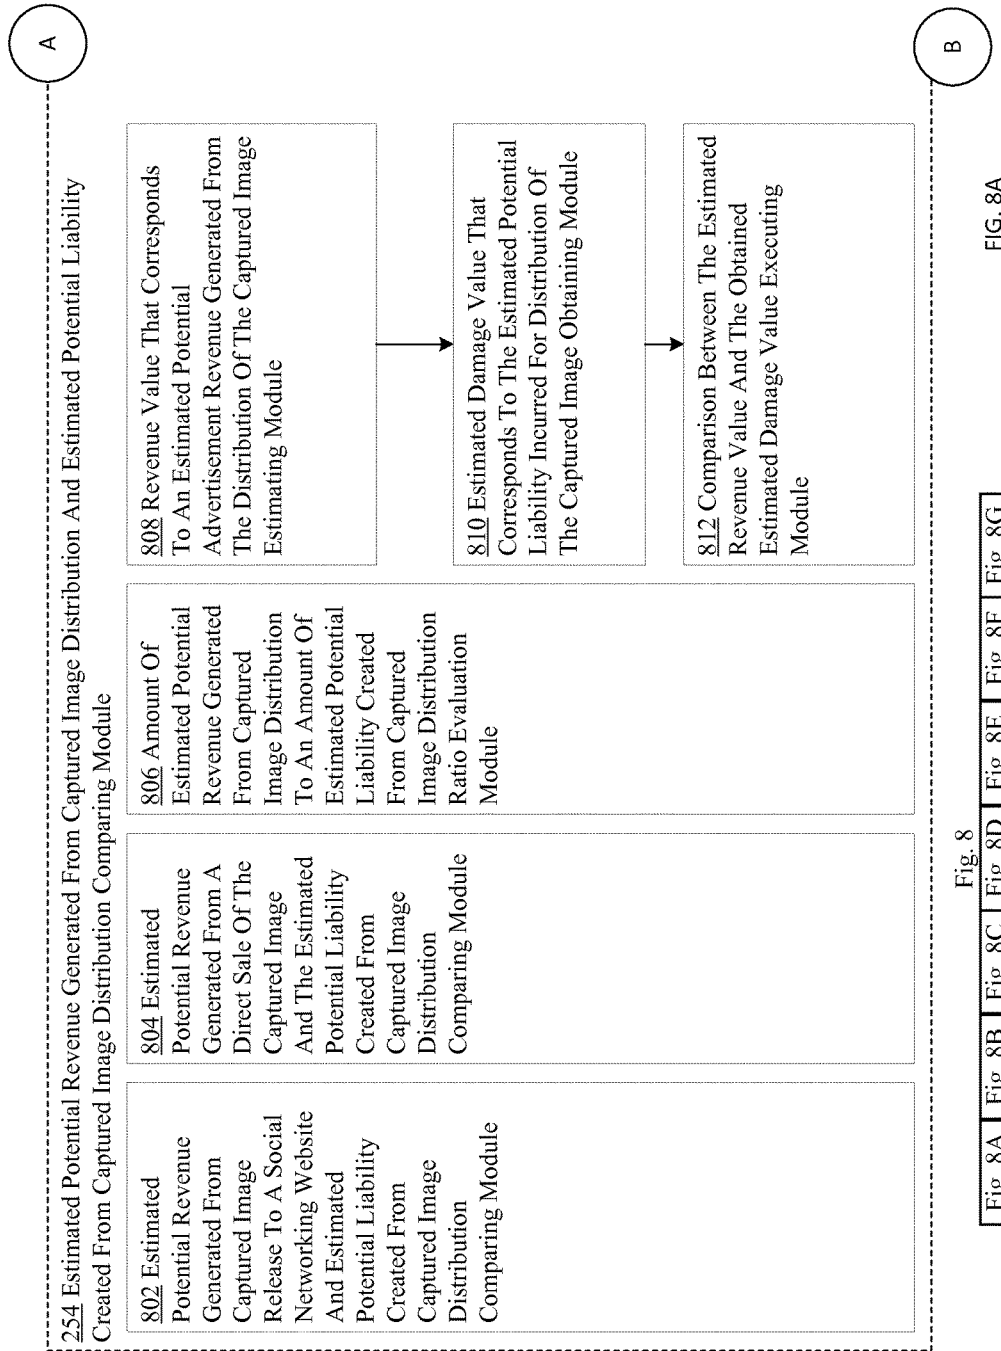 254 Estimated Potential Revenue Generated From Captured Image Distribution And Estimated Potential Liability
Created From Captured Image Distribution Comparing Module
802 Estimated
Potential Revenue
Generated From
Captured Image
Release To A Social
Networking Website
And Estimated
Potential Liability
Created From
Captured Image
Distribution
Comparing Module
804 Estimated
Potential Revenue
Generated From A
Direct Sale Of The
Captured Image
And The Estimated
Potential Liability
Created From
Captured Image
Distribution
Comparing Module
806 Amount Of
Estimated Potential
Revenue Generated
From Captured
Image Distribution
To An Amount Of
Estimated Potential
Liability Created
From Captured
Image Distribution
Ratio Evaluation
Module
808 Revenue Value That Corresponds
To An Estimated Potential
Advertisement Revenue Generated From
The Distribution Of The Captured Image
Estimating Module
810 Estimated Damage Value That
Corresponds To The Estimated Potential
Liability Incurred For Distribution Of
The Captured Image Obtaining Module
812 Comparison Between The Estimated
Revenue Value And The Obtained
Estimated Damage Value Executing
Module
A
B
Fig. 8
Fig. 8A Fig. 8B Fig. 8C Fig. 8D Fig. 8E Fig. 8F Fig. 8G
FIG. 8A